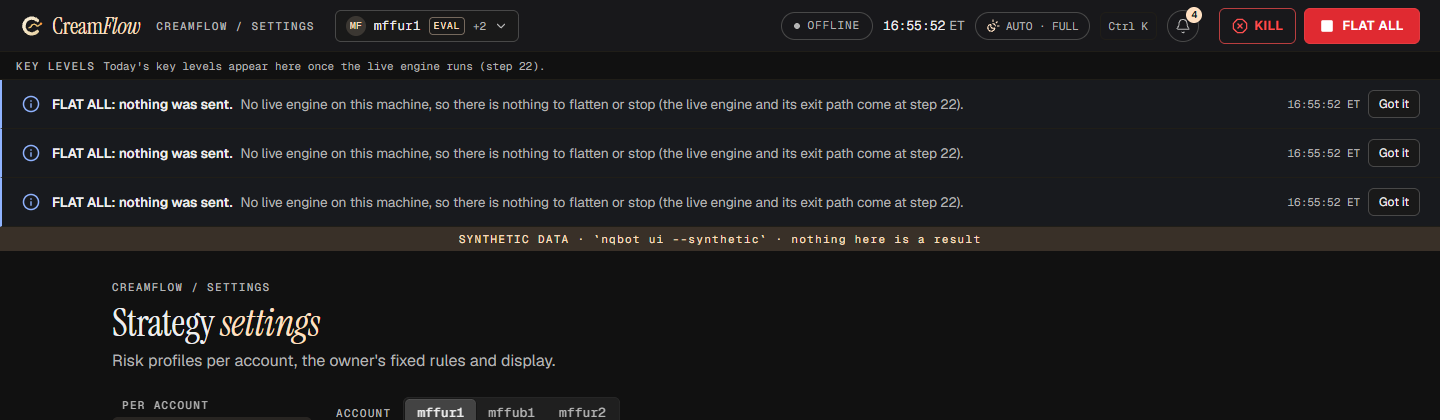 CreamFlow CREAMFLOW / SETTINGS MF mffur1 EVAL +2 OFFLINE 16:55:52 ET AUTO · FULL Ctrl K 4 KILL FLAT ALL
KEY LEVELS Today's key levels appear here once the live engine runs (step 22).
FLAT ALL: nothing was sent. No live engine on this machine, so there is nothing to flatten or stop (the live engine and its exit path come at step 22). 16:55:52 ET Got it
FLAT ALL: nothing was sent. No live engine on this machine, so there is nothing to flatten or stop (the live engine and its exit path come at step 22). 16:55:52 ET Got it
FLAT ALL: nothing was sent. No live engine on this machine, so there is nothing to flatten or stop (the live engine and its exit path come at step 22). 16:55:52 ET Got it
SYNTHETIC DATA · `nqbot ui --synthetic` · nothing here is a result
CREAMFLOW / SETTINGS
Strategy settings
Risk profiles per account, the owner's fixed rules and display.
PER ACCOUNT
ACCOUNT mffur1 mffub1 mffur2